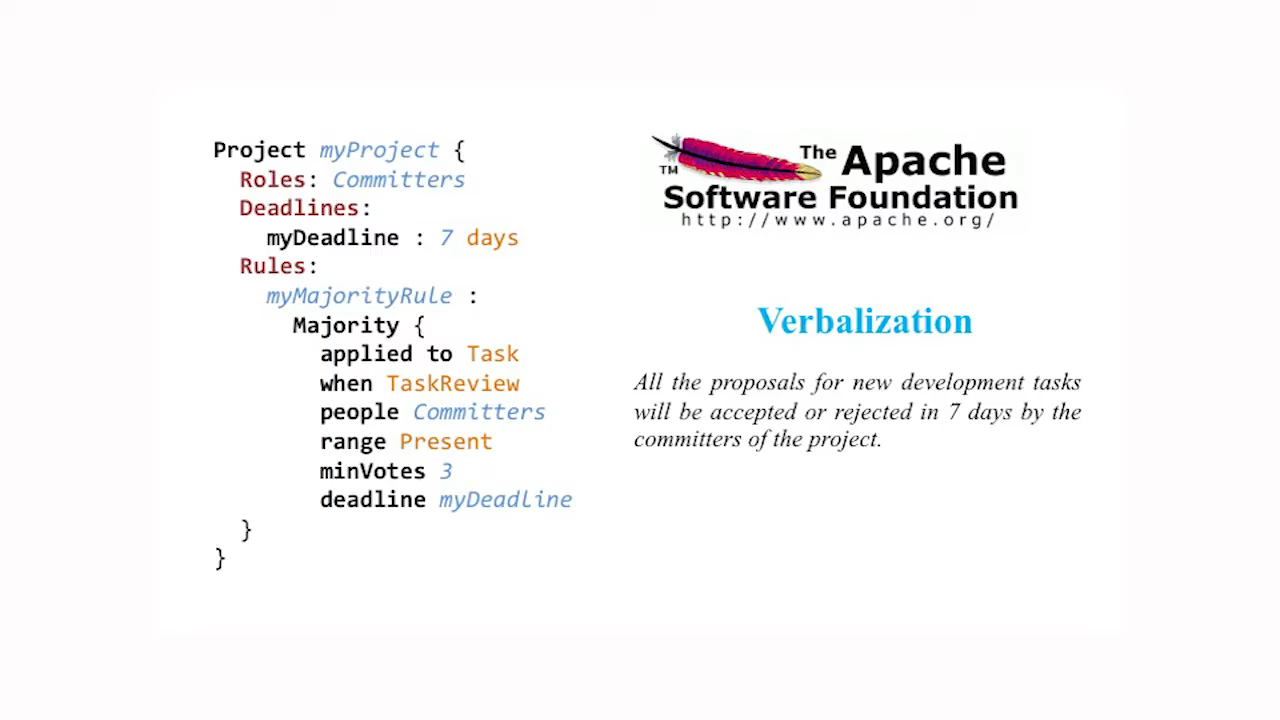 Project myProject {
Roles: Committers
Deadlines:
myDeadline : 7 days
Rules:
myMajorityRule :
Majority {
applied to Task
when TaskReview
people Committers
range Present
minVotes 3
deadline myDeadline
}
}
TM The Apache
Software Foundation
http://www.apache.org/
Verbalization
All the proposals for new development tasks
will be accepted or rejected in 7 days by the
committers of the project.